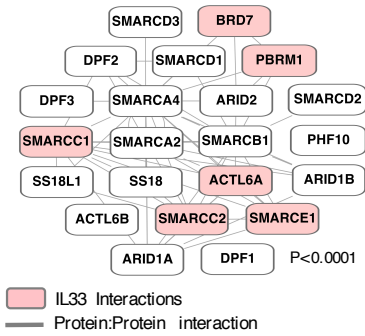 SMARCD3 BRD7
DPF2 SMARCD1 PBRM1
DPF3 SMARCA4 ARID2 SMARCD2
SMARCC1 SMARCA2 SMARCB1 PHF10
SS18L1 SS18 ACTL6A ARID1B
ACTL6B SMARCC2 SMARCE1
ARID1A DPF1 P<0.0001
IL33 Interactions
Protein:Protein interaction